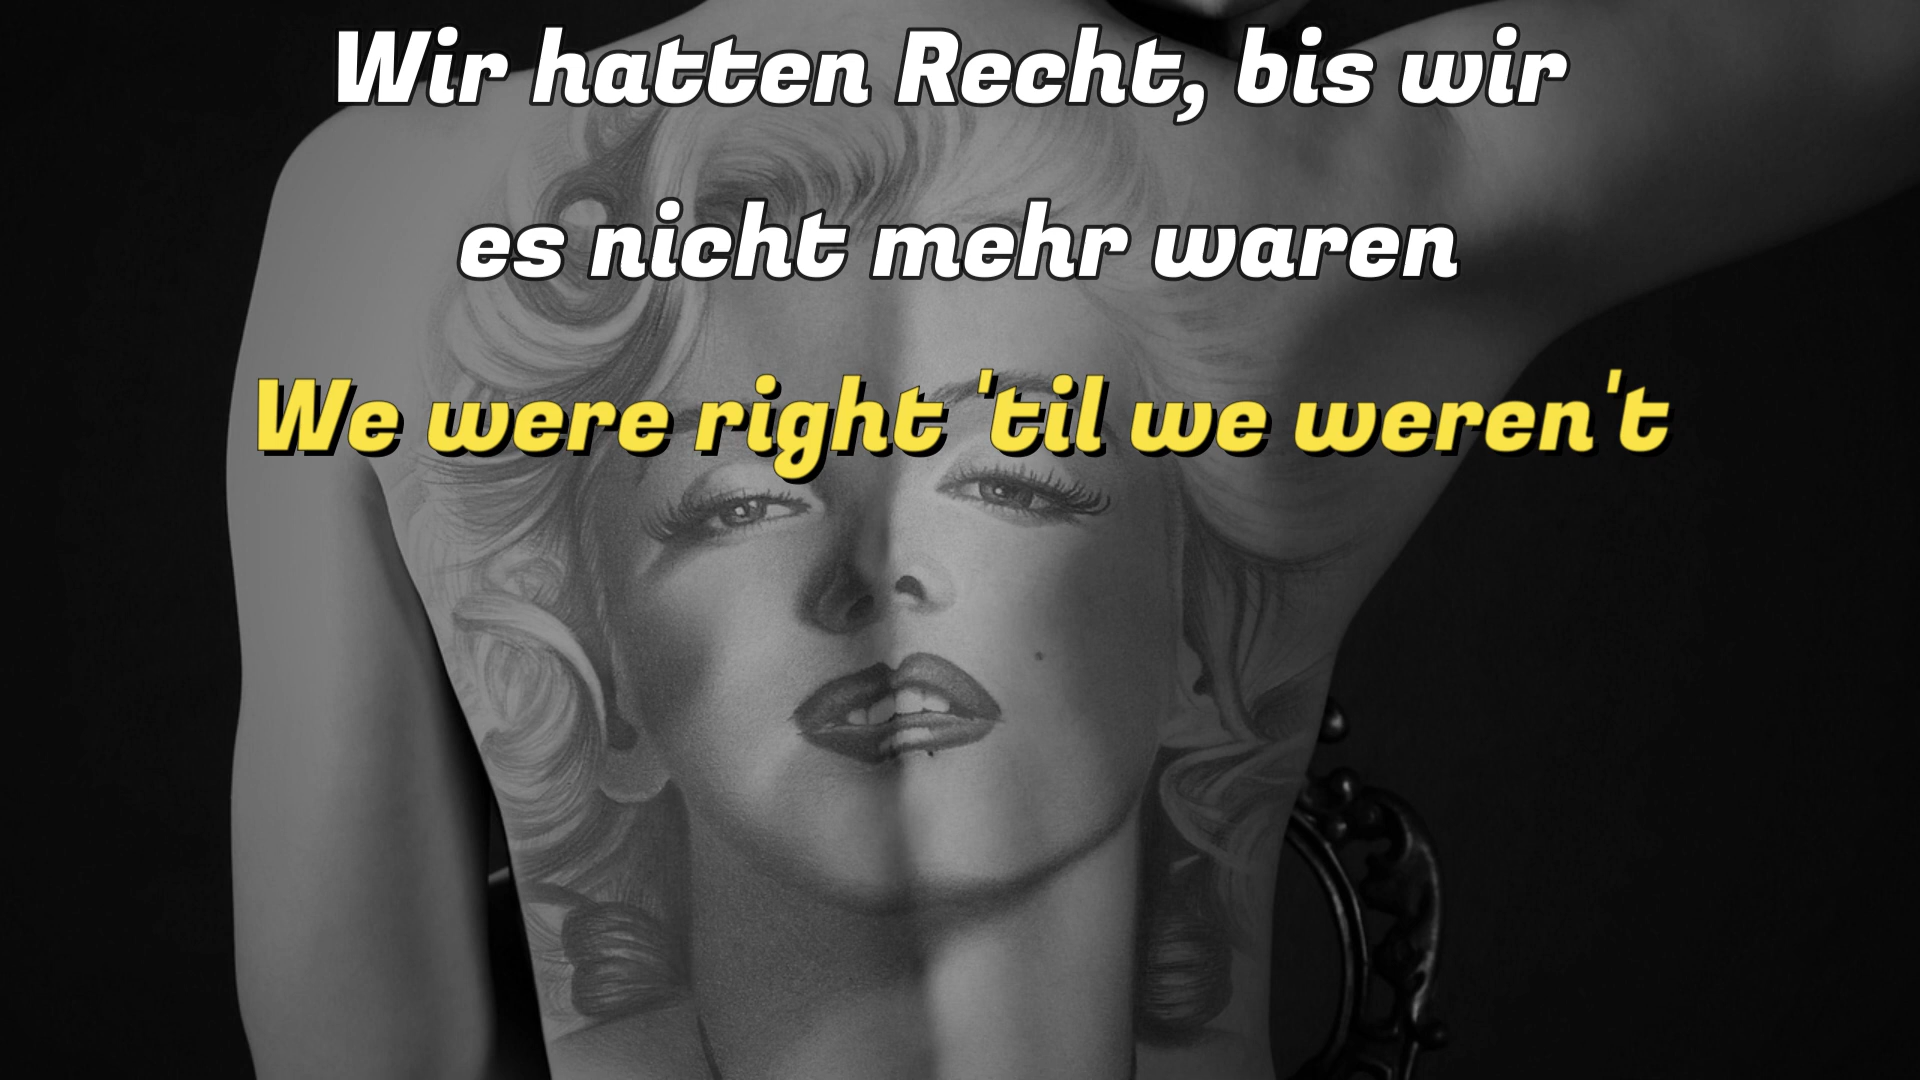 Wir hatten Recht, bis wir
es nicht mehr waren
We were right 'til we weren't